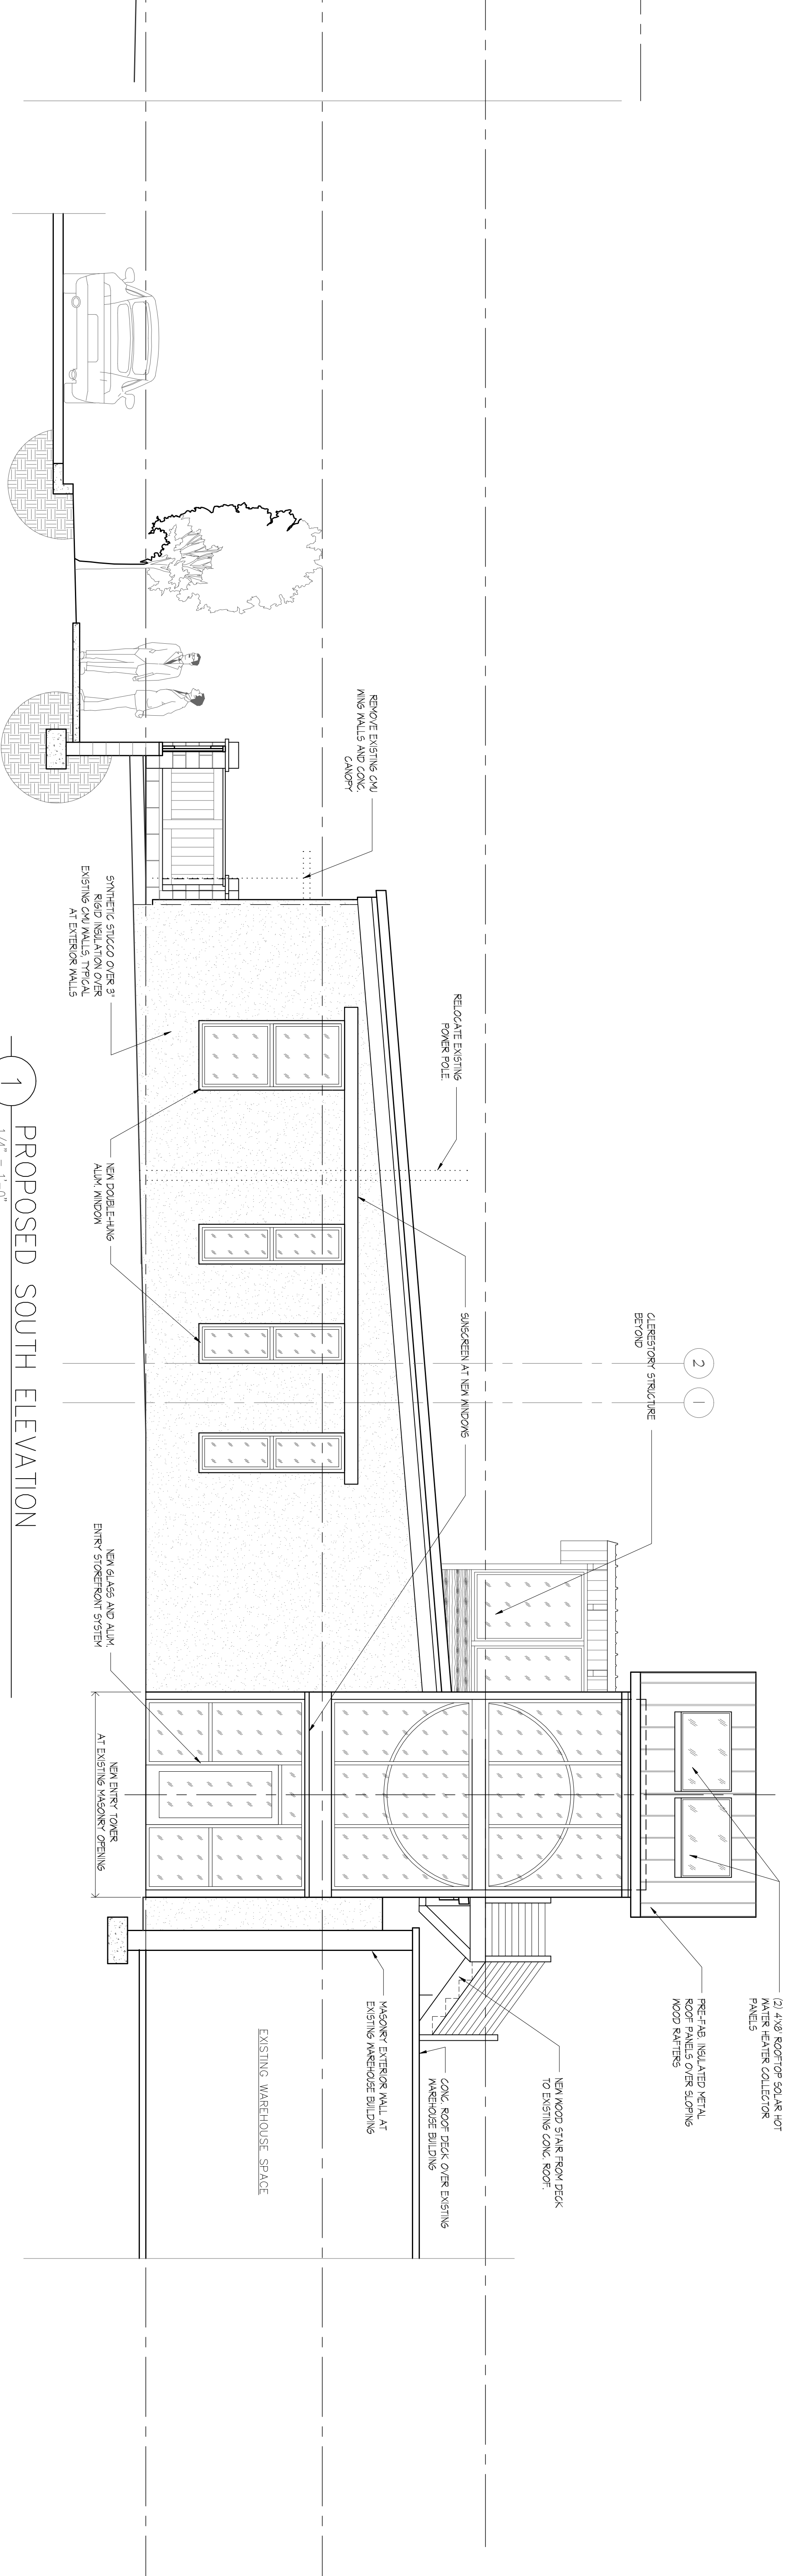 REMOVE EXISTING CMU
WING WALLS AND CONC.
CANOPY
RELOCATE EXISTING
POWER POLE.
SUNSCREEN AT NEW WINDOWS
CLERESTORY STRUCTURE
BEYOND
2
1
(2) 4'X8' ROOFTOP SOLAR HOT
WATER HEATER COLLECTOR
PANELS
PRE-FAB. INSULATED METAL
ROOF PANELS OVER SLOPING
WOOD RAFTERS
NEW WOOD STAIR FROM DECK
TO EXISTING CONC. ROOF.
CONC. ROOF DECK OVER EXISTING
WAREHOUSE BUILDING
MASONRY EXTERIOR WALL AT
EXISTING WAREHOUSE BUILDING
EXISTING WAREHOUSE SPACE
SYNTHETIC STUCCO OVER 3"
RIGID INSULATION OVER
EXISTING CMU WALLS, TYPICAL
AT EXTERIOR WALLS
NEW DOUBLE-HUNG
ALUM. WINDOW
NEW GLASS AND ALUM.
ENTRY STOREFRONT SYSTEM
NEW ENTRY TOWER
AT EXISTING MASONRY OPENING
1
PROPOSED SOUTH ELEVATION
1/4" = 1'-0"